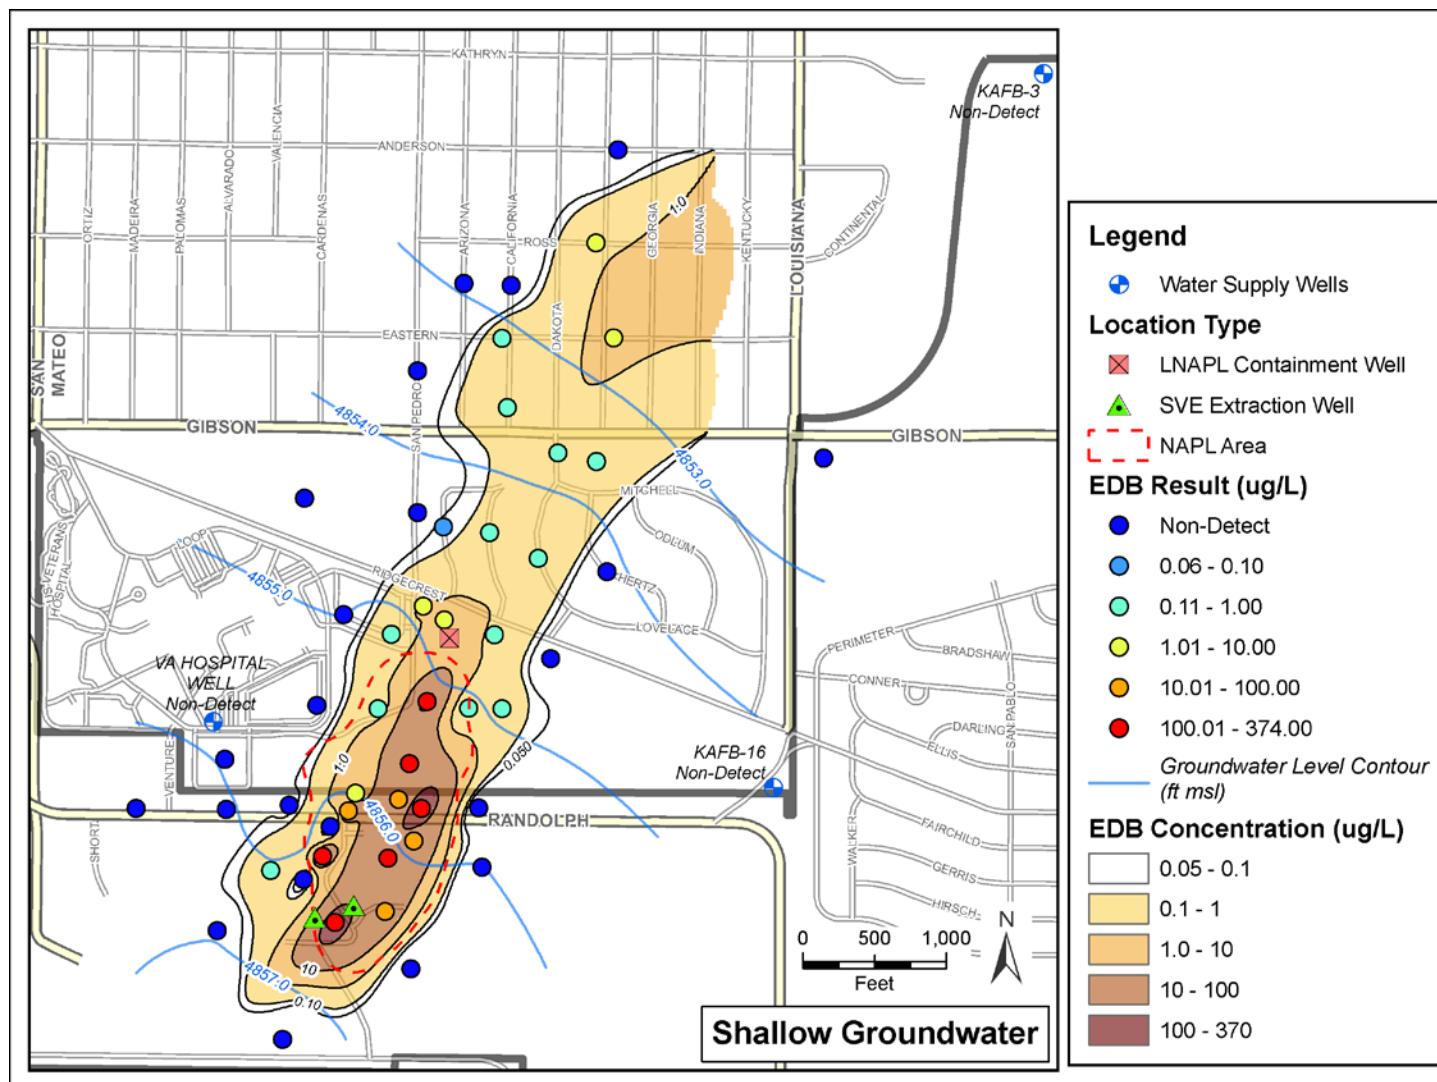 KATHRYN
KAFB-3
Non-Detect
ANDERSON
VALENCIA
ORTIZ
MADEIRA
PALOMAS
ALVARADO
CARDENAS
ARIZONA
CALIFORNIA
ROSS
1.0
GEORGIA
INDIANA
KENTUCKY
LOUISIANA
CONTINENTAL
SAN
MATEO
EASTERN
DAKOTA
SAN PEDRO
4854.0
GIBSON
GIBSON
4853.0
MITCHELL
ODLUM
HERTZ
LOVELACE
US VETERANS
HOSPITAL
LOOP
4855.0
RIDGECREST
VA HOSPITAL
WELL
Non-Detect
VENTURE
SHORT
1.0
0.050
4856.0
RANDOLPH
KAFB-16
Non-Detect
PERIMETER
BRADSHAW
CONNER
DARLING
ELLIS
SAN PABLO
WALKER
FAIRCHILD
GERRIS
HIRSCH
10
4857.0
0.10
0 500 1,000
Feet
N
Shallow Groundwater
Legend
Water Supply Wells
Location Type
LNAPL Containment Well
SVE Extraction Well
NAPL Area
EDB Result (ug/L)
Non-Detect
0.06 - 0.10
0.11 - 1.00
1.01 - 10.00
10.01 - 100.00
100.01 - 374.00
Groundwater Level Contour
(ft msl)
EDB Concentration (ug/L)
0.05 - 0.1
0.1 - 1
1.0 - 10
10 - 100
100 - 370